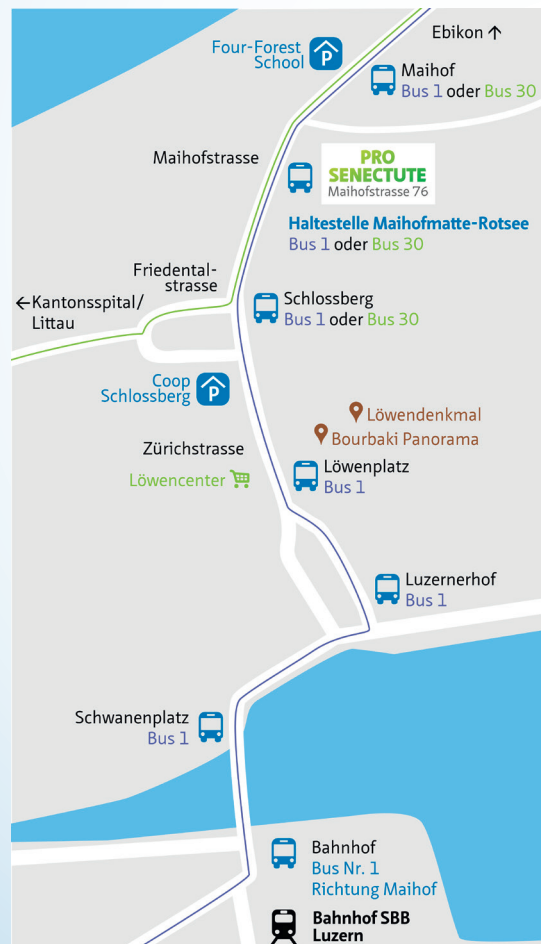 Ebikon ↑
Four-Forest
School
P
Maihof
Bus 1 oder Bus 30
Maihofstrasse
PRO
SENECTUTE
Maihofstrasse 76
Haltestelle Maihofmatte-Rotsee
Bus 1 oder Bus 30
Friedental-
strasse
←Kantonsspital/
Littau
Schlossberg
Bus 1 oder Bus 30
Coop
Schlossberg
P
Löwendenkmal
Bourbaki Panorama
Zürichstrasse
Löwencenter
Löwenplatz
Bus 1
Luzernerhof
Bus 1
Schwanenplatz
Bus 1
Bahnhof
Bus Nr. 1
Richtung Maihof
Bahnhof SBB
Luzern